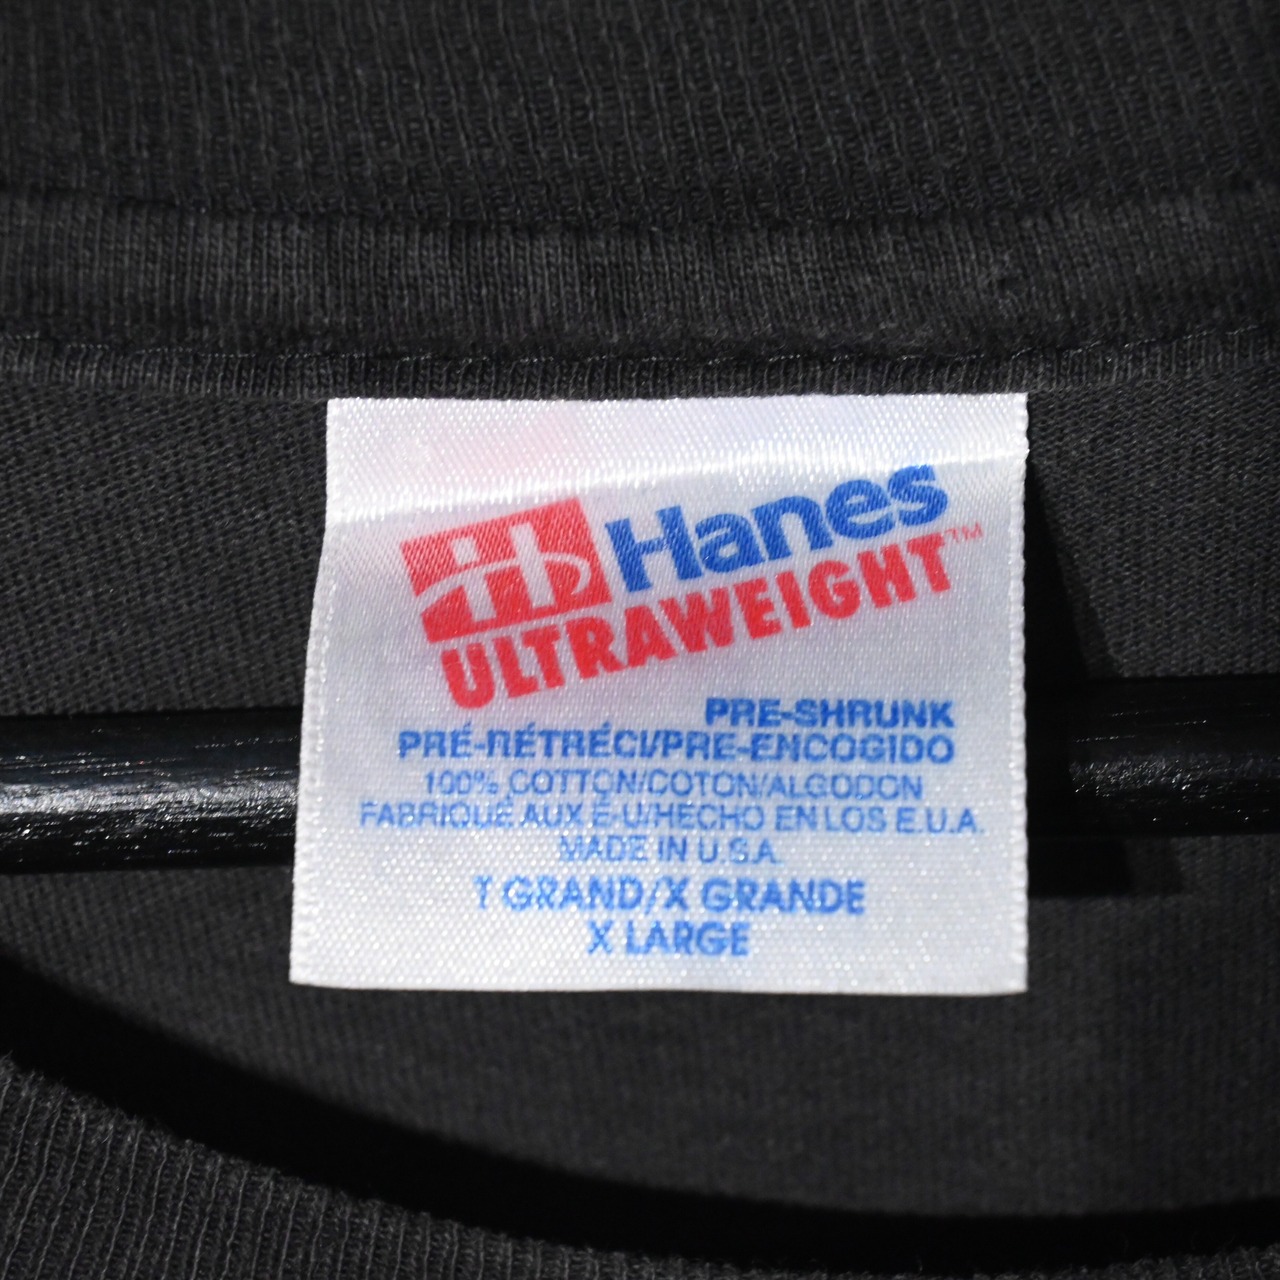 Hanes
ULTRAWEIGHT™
PRE-SHRUNK
PRÉ-RÉTRÉCI/PRE-ENCOGIDO
100% COTTON/COTON/ALGODON
FABRIQUÉ AUX É-U/HECHO EN LOS E.U.A.
MADE IN U.S.A.
T GRAND/X GRANDE
X LARGE